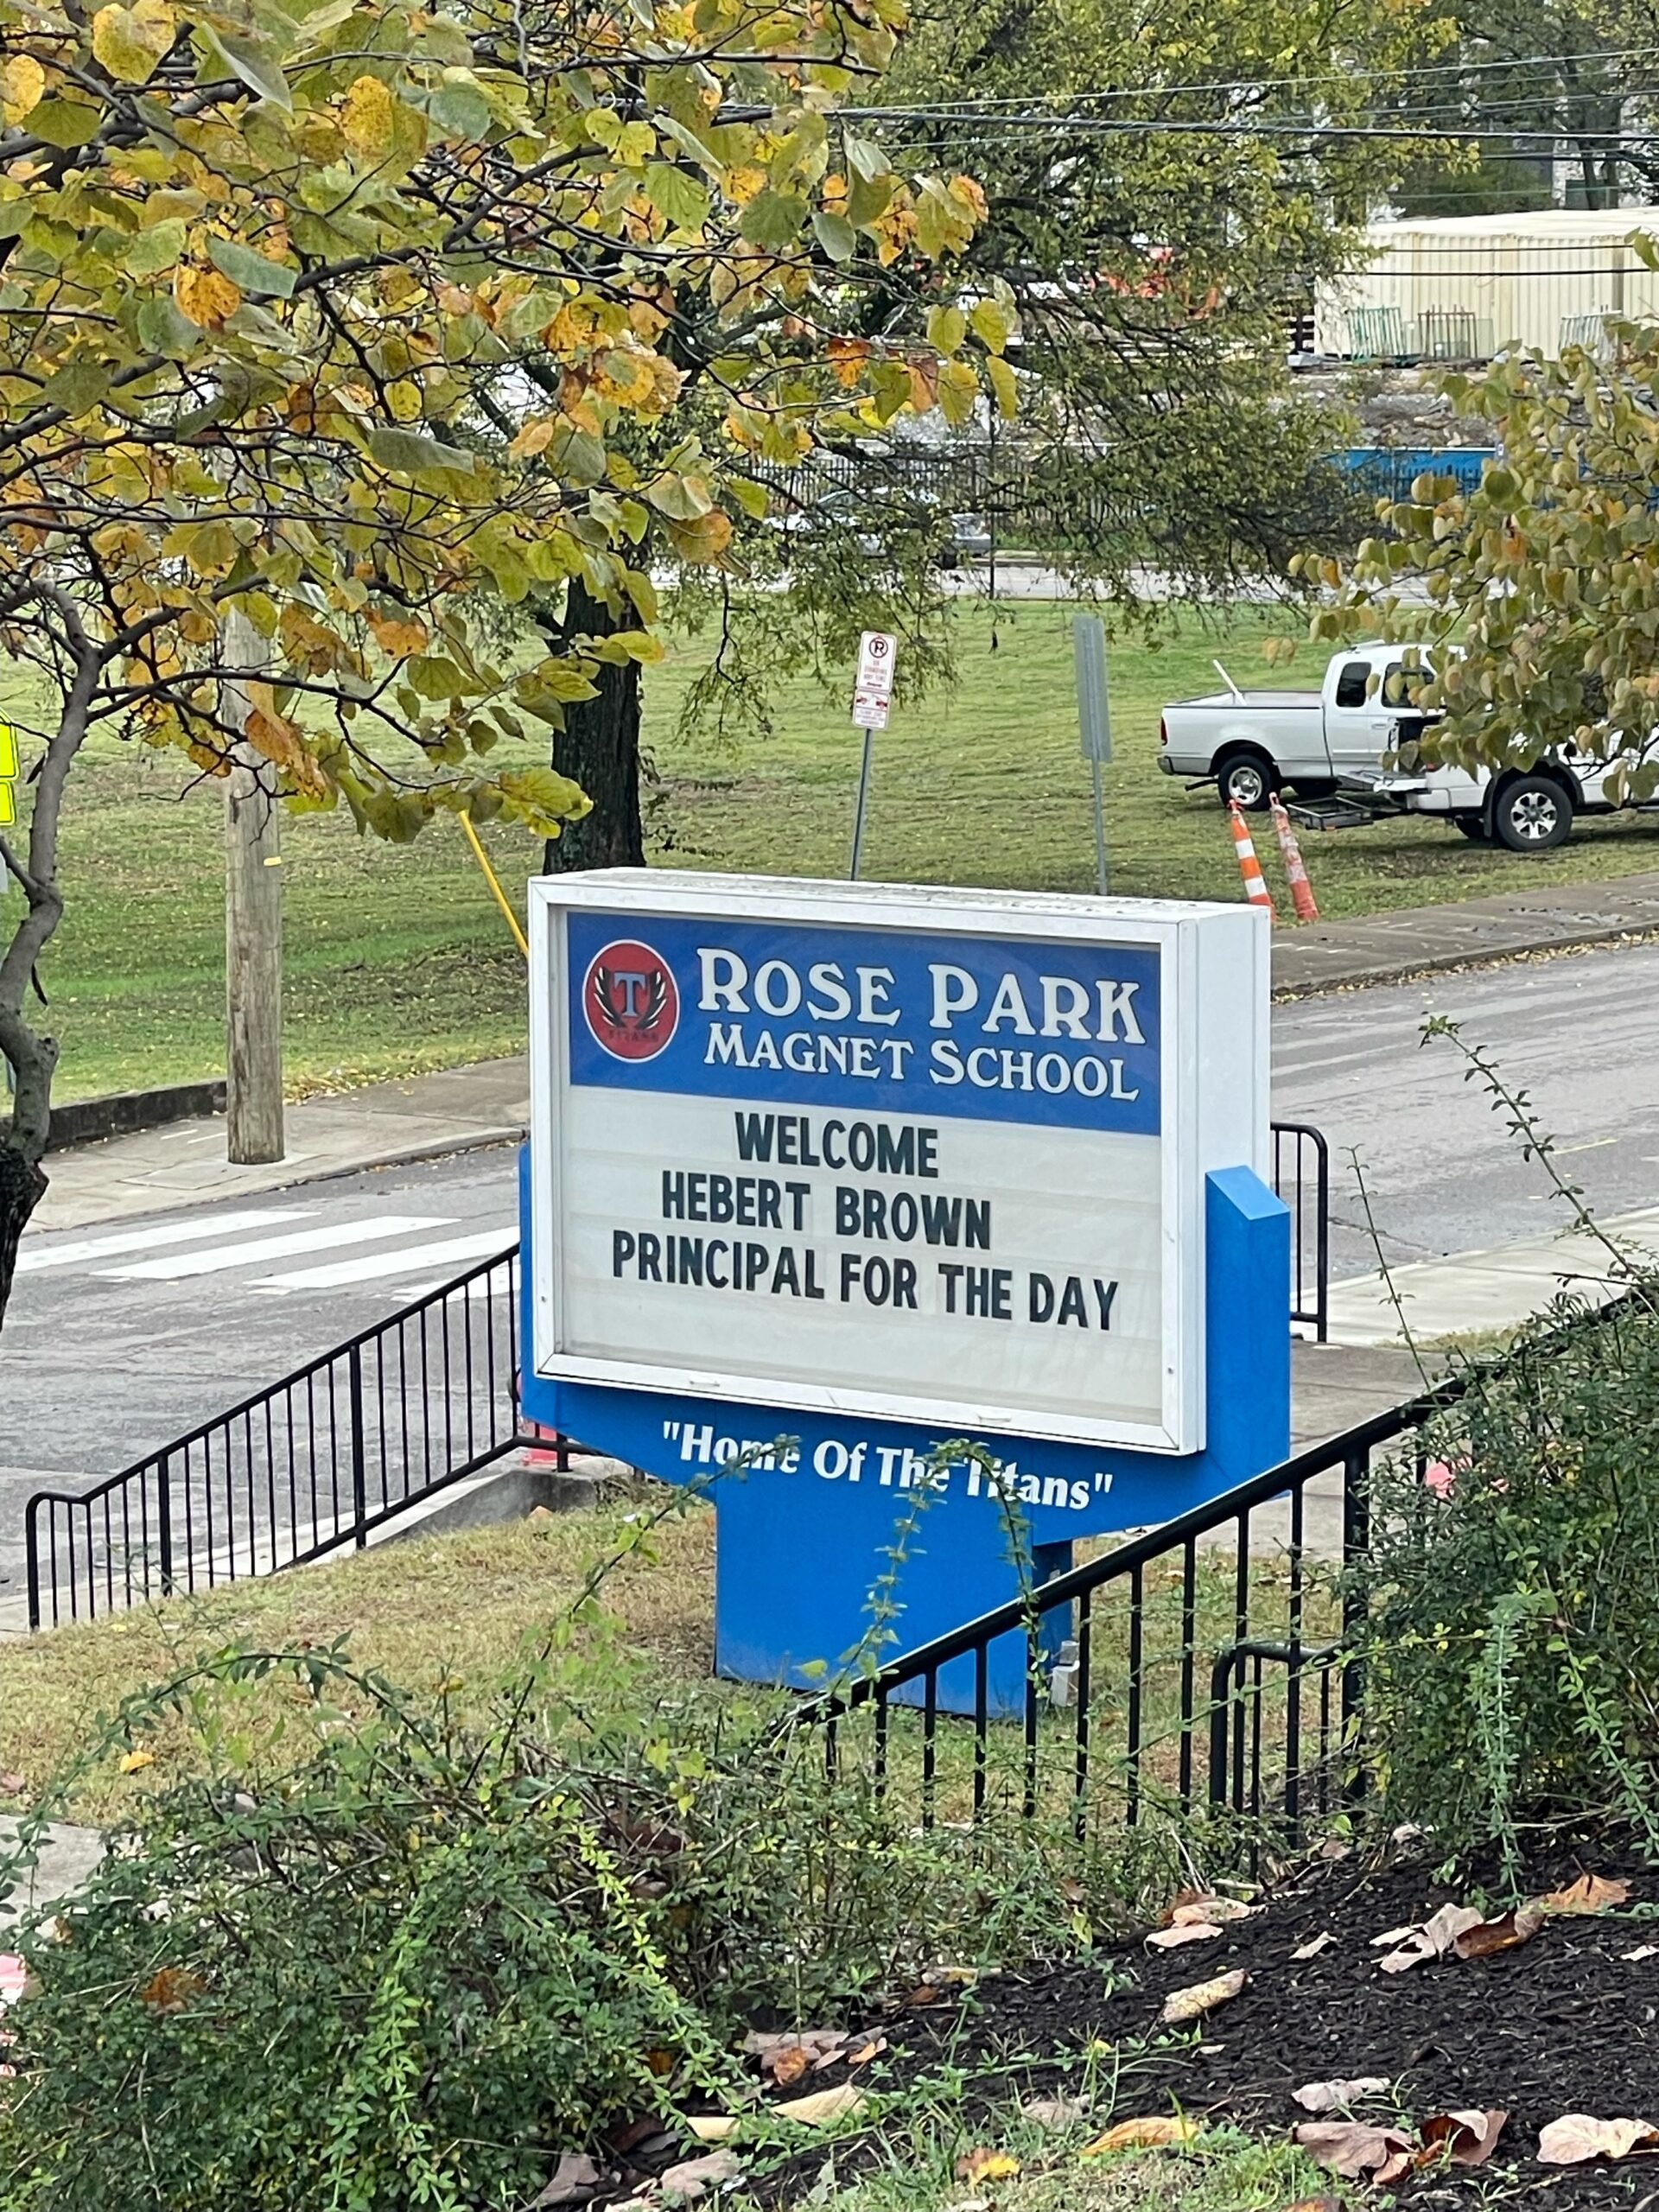 ROSE PARK
MAGNET SCHOOL
T
WELCOME
HEBERT BROWN
PRINCIPAL FOR THE DAY
"Home Of The Titans"